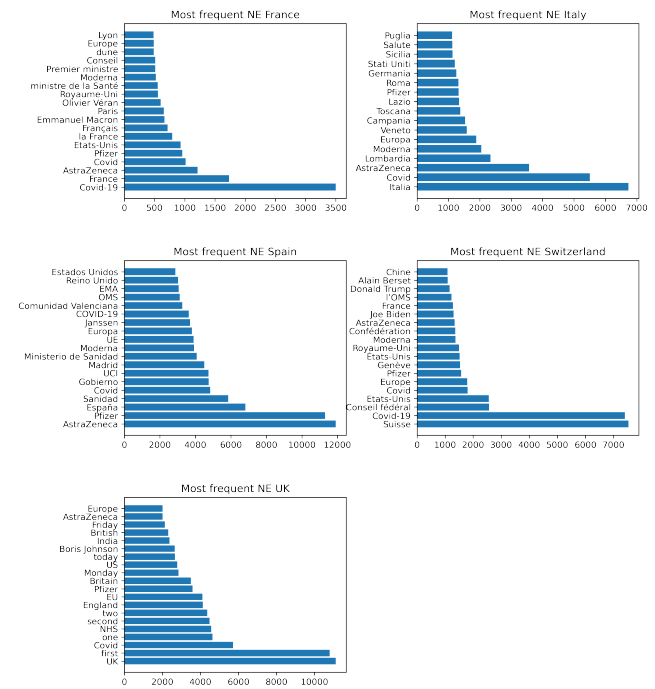 Most frequent NE France
Lyon
Europe
dune
Conseil
Premier ministre
Moderna
ministre de la Santé
Royaume-Uni
Olivier Véran
Paris
Emmanuel Macron
Français
la France
Etats-Unis
Pfizer
Covid
AstraZeneca
France
Covid-19
0 500 1000 1500 2000 2500 3000 3500
Most frequent NE Italy
Puglia
Salute
Sicilia
Stati Uniti
Germania
Roma
Pfizer
Lazio
Toscana
Campania
Veneto
Europa
Moderna
Lombardia
AstraZeneca
Covid
Italia
0 1000 2000 3000 4000 5000 6000 7000
Most frequent NE Spain
Estados Unidos
Reino Unido
EMA
OMS
Comunidad Valenciana
COVID-19
Janssen
Europa
UE
Moderna
Ministerio de Sanidad
Madrid
UCI
Gobierno
Covid
Sanidad
España
Pfizer
AstraZeneca
0 2000 4000 6000 8000 10000 12000
Most frequent NE Switzerland
Chine
Alain Berset
Donald Trump
l'OMS
France
Joe Biden
AstraZeneca
Confédération
Moderna
Royaume-Uni
États-Unis
Genève
Pfizer
Europe
Covid
Etats-Unis
Conseil fédéral
Covid-19
Suisse
0 1000 2000 3000 4000 5000 6000 7000
Most frequent NE UK
Europe
AstraZeneca
Friday
British
India
Boris Johnson
today
US
Monday
Britain
Pfizer
EU
England
two
second
NHS
one
Covid
first
UK
0 2000 4000 6000 8000 10000